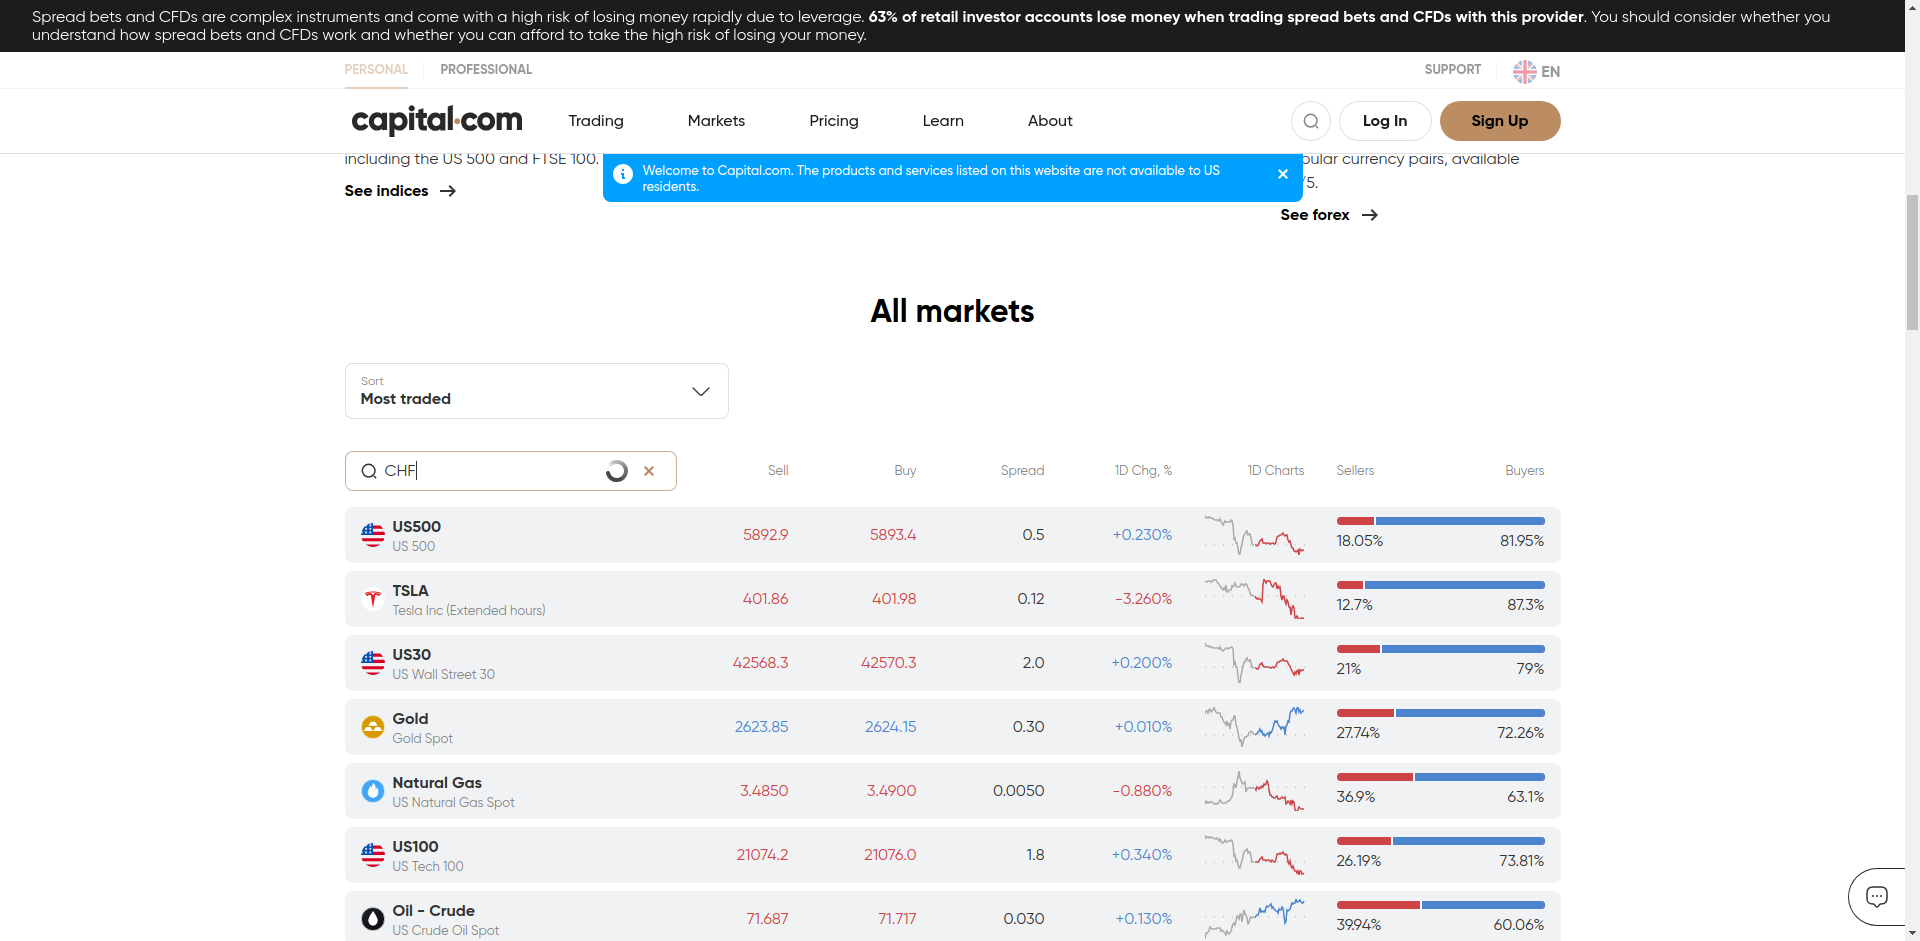 Spread bets and CFDs are complex instruments and come with a high risk of losing money rapidly due to leverage. 63% of retail investor accounts lose money when trading spread bets and CFDs with this provider. You should consider whether you
understand how spread bets and CFDs work and whether you can afford to take the high risk of losing your money.
PERSONAL PROFESSIONAL SUPPORT EN
capital.com Trading Markets Pricing Learn About Log In Sign Up
including the US 500 and FTSE 100.
Welcome to Capital.com. The products and services listed on this website are not available to US
residents.
pular currency pairs, available
/5.
See indices
See forex
All markets
Sort
Most traded
CHF Sell Buy Spread 1D Chg, % 1D Charts Sellers Buyers
US500
US 500
5892.9 5893.4 0.5 +0.230% 18.05% 81.95%
TSLA
Tesla Inc (Extended hours)
401.86 401.98 0.12 -3.260% 12.7% 87.3%
US30
US Wall Street 30
42568.3 42570.3 2.0 +0.200% 21% 79%
Gold
Gold Spot
2623.85 2624.15 0.30 +0.010% 27.74% 72.26%
Natural Gas
US Natural Gas Spot
3.4850 3.4900 0.0050 -0.880% 36.9% 63.1%
US100
US Tech 100
21074.2 21076.0 1.8 +0.340% 26.19% 73.81%
Oil - Crude
US Crude Oil Spot
71.687 71.717 0.030 +0.130% 39.94% 60.06%